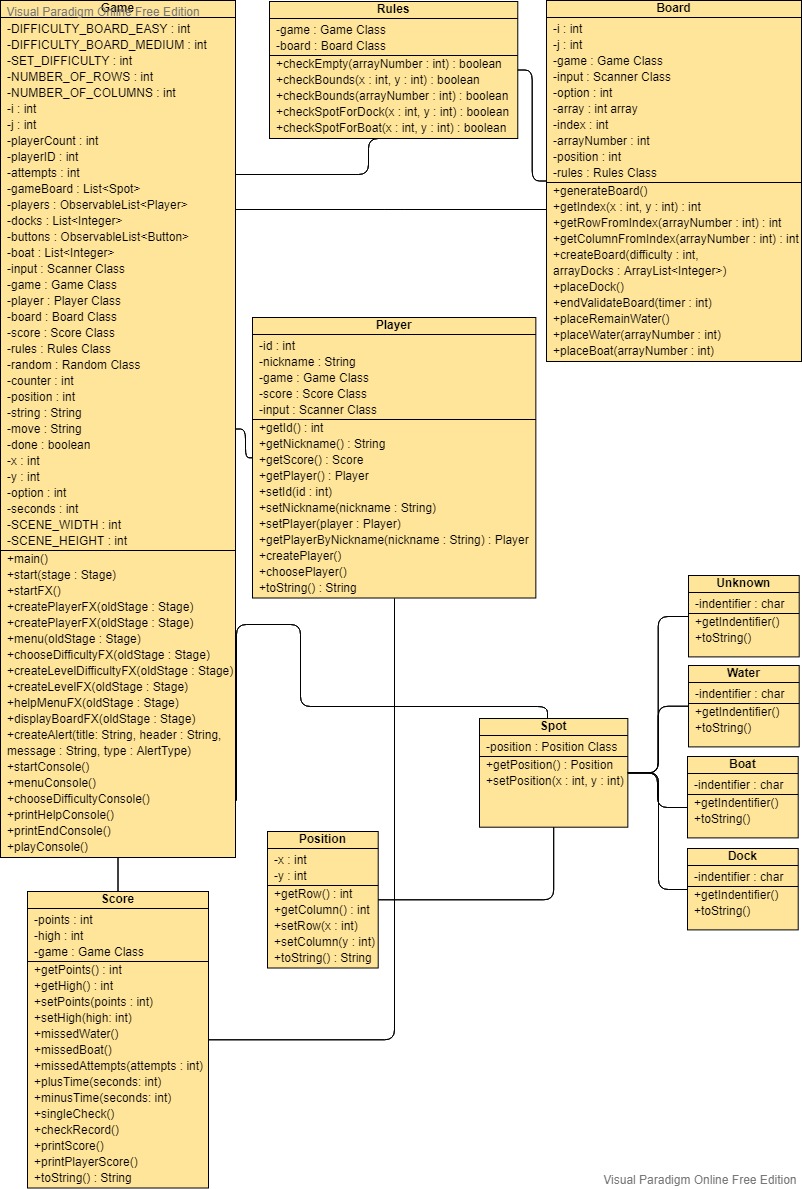 Visual Paradigm Online Free Edition
Game
-DIFFICULTY_BOARD_EASY : int
-DIFFICULTY_BOARD_MEDIUM : int
-SET_DIFFICULTY : int
-NUMBER_OF_ROWS : int
-NUMBER_OF_COLUMNS : int
-i : int
-j : int
-playerCount : int
-playerID : int
-attempts : int
-gameBoard : List<Spot>
-players : ObservableList<Player>
-docks : List<Integer>
-buttons : ObservableList<Button>
-boat : List<Integer>
-input : Scanner Class
-game : Game Class
-player : Player Class
-board : Board Class
-score : Score Class
-rules : Rules Class
-random : Random Class
-counter : int
-position : int
-string : String
-move : String
-done : boolean
-x : int
-y : int
-option : int
-seconds : int
-SCENE_WIDTH : int
-SCENE_HEIGHT : int
+main()
+start(stage : Stage)
+startFX()
+createPlayerFX(oldStage : Stage)
+createPlayerFX(oldStage : Stage)
+menu(oldStage : Stage)
+chooseDifficultyFX(oldStage : Stage)
+createLevelDifficultyFX(oldStage : Stage)
+createLevelFX(oldStage : Stage)
+helpMenuFX(oldStage : Stage)
+displayBoardFX(oldStage : Stage)
+createAlert(title: String, header : String,
message : String, type : AlertType)
+startConsole()
+menuConsole()
+chooseDifficultyConsole()
+printHelpConsole()
+printEndConsole()
+playConsole()
Rules
-game : Game Class
-board : Board Class
+checkEmpty(arrayNumber : int) : boolean
+checkBounds(x : int, y : int) : boolean
+checkBounds(arrayNumber : int) : boolean
+checkSpotForDock(x : int, y : int) : boolean
+checkSpotForBoat(x : int, y : int) : boolean
Board
-i : int
-j : int
-game : Game Class
-input : Scanner Class
-option : int
-array : int array
-index : int
-arrayNumber : int
-position : int
-rules : Rules Class
+generateBoard()
+getIndex(x : int, y : int) : int
+getRowFromIndex(arrayNumber : int) : int
+getColumnFromIndex(arrayNumber : int) : int
+createBoard(difficulty : int,
arrayDocks : ArrayList<Integer>)
+placeDock()
+endValidateBoard(timer : int)
+placeRemainWater()
+placeWater(arrayNumber : int)
+placeBoat(arrayNumber : int)
Player
-id : int
-nickname : String
-game : Game Class
-score : Score Class
-input : Scanner Class
+getId() : int
+getNickname() : String
+getScore() : Score
+getPlayer() : Player
+setId(id : int)
+setNickname(nickname : String)
+setPlayer(player : Player)
+getPlayerByNickname(nickname : String) : Player
+createPlayer()
+choosePlayer()
+toString() : String
Unknown
-indentifier : char
+getIndentifier()
+toString()
Water
-indentifier : char
+getIndentifier()
+toString()
Spot
-position : Position Class
+getPosition() : Position
+setPosition(x : int, y : int)
Boat
-indentifier : char
+getIndentifier()
+toString()
Dock
-indentifier : char
+getIndentifier()
+toString()
Position
-x : int
-y : int
+getRow() : int
+getColumn() : int
+setRow(x : int)
+setColumn(y : int)
+toString() : String
Score
-points : int
-high : int
-game : Game Class
+getPoints() : int
+getHigh() : int
+setPoints(points : int)
+setHigh(high: int)
+missedWater()
+missedBoat()
+missedAttempts(attempts : int)
+plusTime(seconds: int)
+minusTime(seconds: int)
+singleCheck()
+checkRecord()
+printScore()
+printPlayerScore()
+toString() : String
Visual Paradigm Online Free Edition